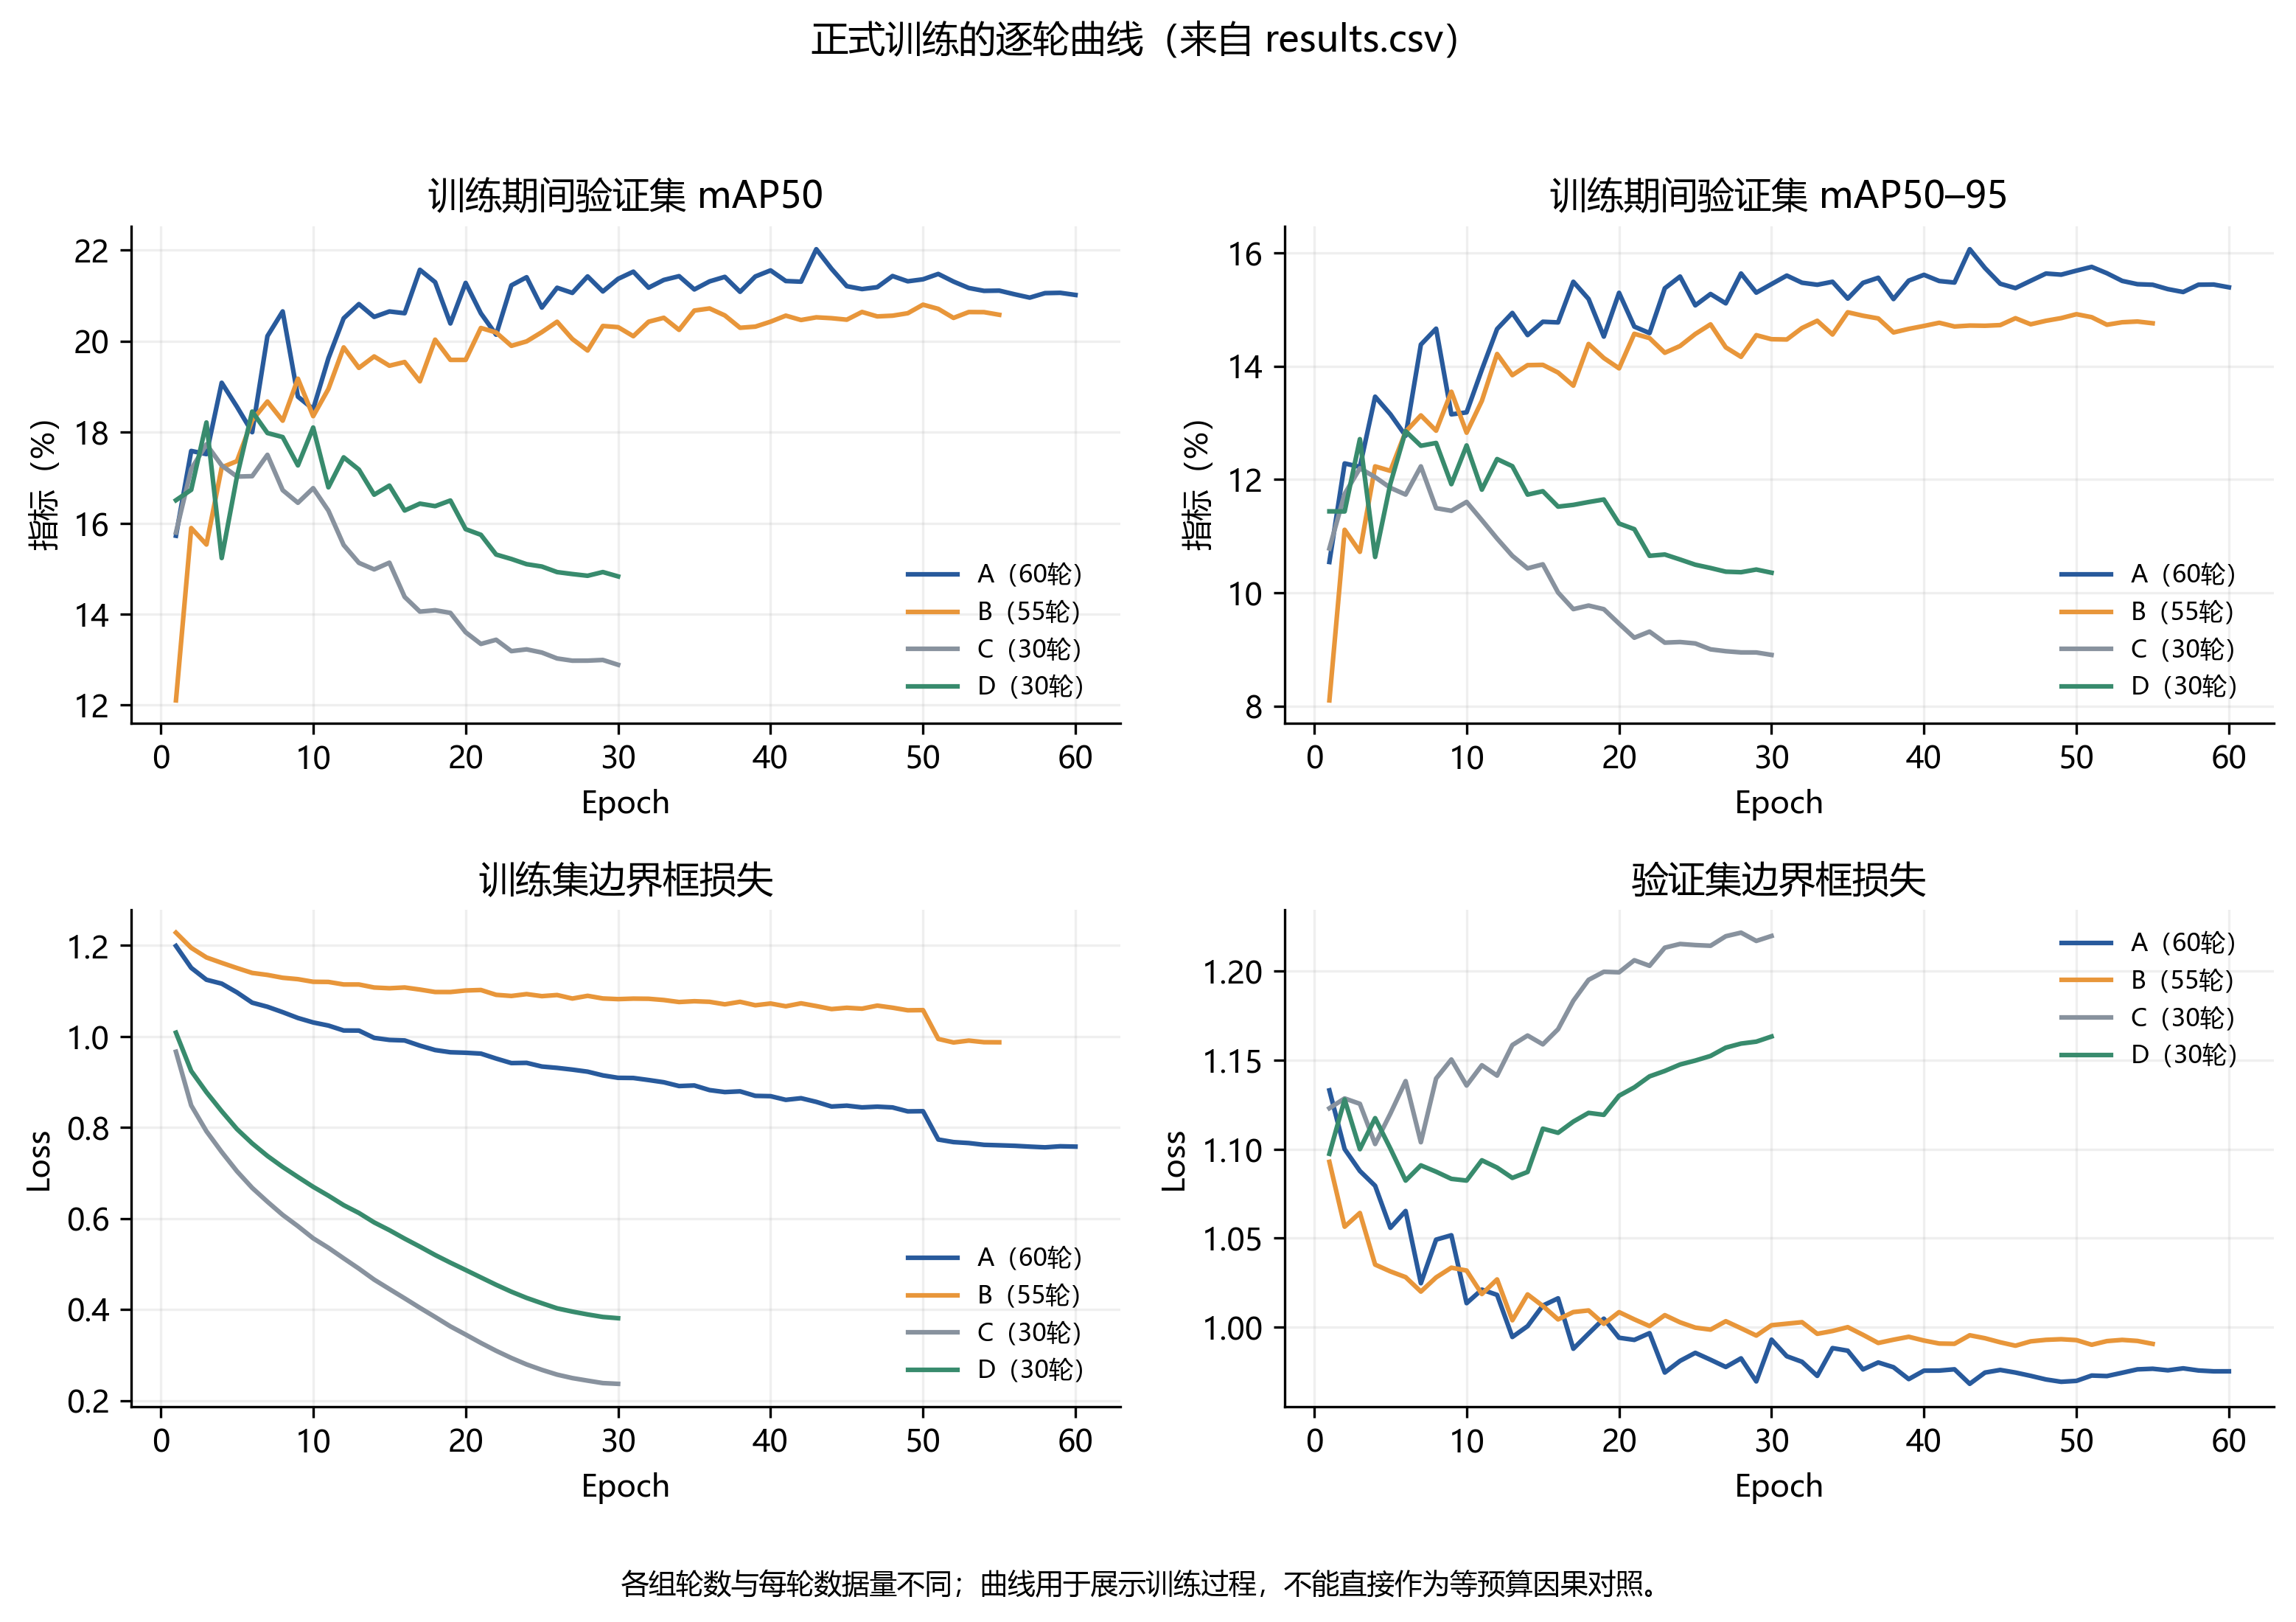 正式训练的逐轮曲线（来自 results.csv）
训练期间验证集 mAP50
指标（%）
22
20
18
16
14
12
0 10 20 30 40 50 60
Epoch
A（60轮）
B（55轮）
C（30轮）
D（30轮）
训练期间验证集 mAP50–95
指标（%）
16
14
12
10
8
0 10 20 30 40 50 60
Epoch
A（60轮）
B（55轮）
C（30轮）
D（30轮）
训练集边界框损失
Loss
1.2
1.0
0.8
0.6
0.4
0.2
0 10 20 30 40 50 60
Epoch
A（60轮）
B（55轮）
C（30轮）
D（30轮）
验证集边界框损失
Loss
1.20
1.15
1.10
1.05
1.00
0 10 20 30 40 50 60
Epoch
A（60轮）
B（55轮）
C（30轮）
D（30轮）
各组轮数与每轮数据量不同；曲线用于展示训练过程，不能直接作为等预算因果对照。